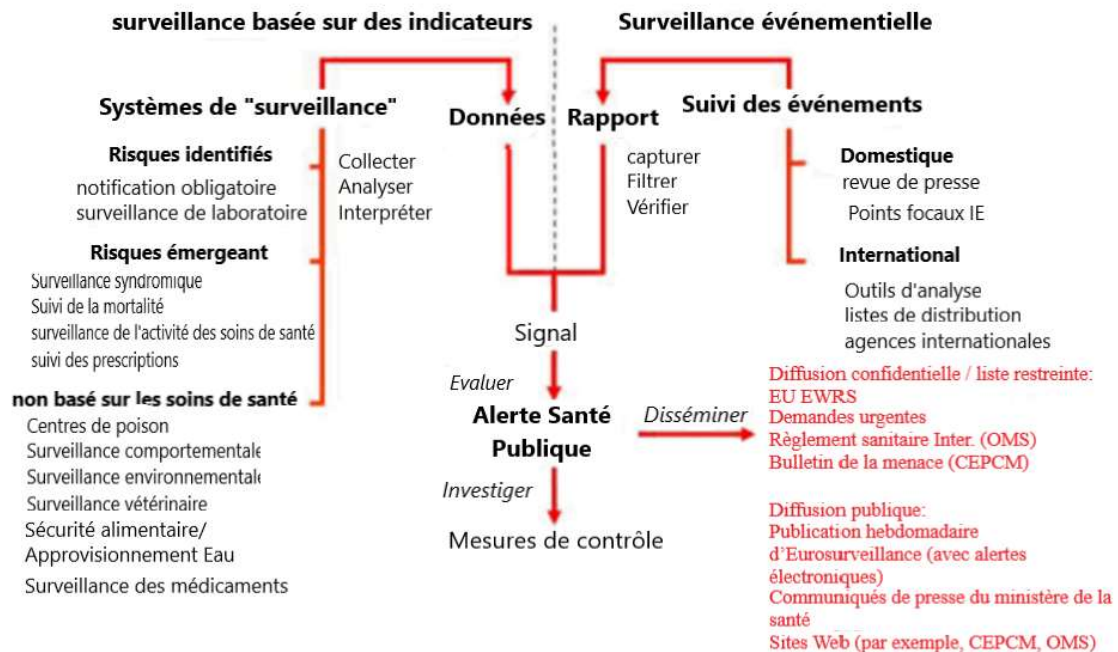 surveillance basée sur des indicateurs
Surveillance événementielle
Systèmes de "surveillance"
Données
Rapport
Suivi des événements
Risques identifiés
notification obligatoire
surveillance de laboratoire
Collecter
Analyser
Interpréter
capturer
Filtrer
Vérifier
Domestique
revue de presse
Points focaux IE
Risques émergeant
Surveillance syndromique
Suivi de la mortalité
surveillance de l'activité des soins de santé
suivi des prescriptions
International
Outils d'analyse
listes de distribution
agences internationales
Signal
non basé sur les soins de santé
Centres de poison
Surveillance comportementale
Surveillance environnementale
Surveillance vétérinaire
Sécurité alimentaire/
Approvisionnement Eau
Surveillance des médicaments
Evaluer
Alerte Santé
Publique
Disséminer
Investiger
Mesures de contrôle
Diffusion confidentielle / liste restreinte:
EU EWRS
Demandes urgentes
Règlement sanitaire Inter. (OMS)
Bulletin de la menace (CEPCM)
Diffusion publique:
Publication hebdomadaire
d'Eurosurveillance (avec alertes
électroniques)
Communiqués de presse du ministère de la
santé
Sites Web (par exemple, CEPCM, OMS)